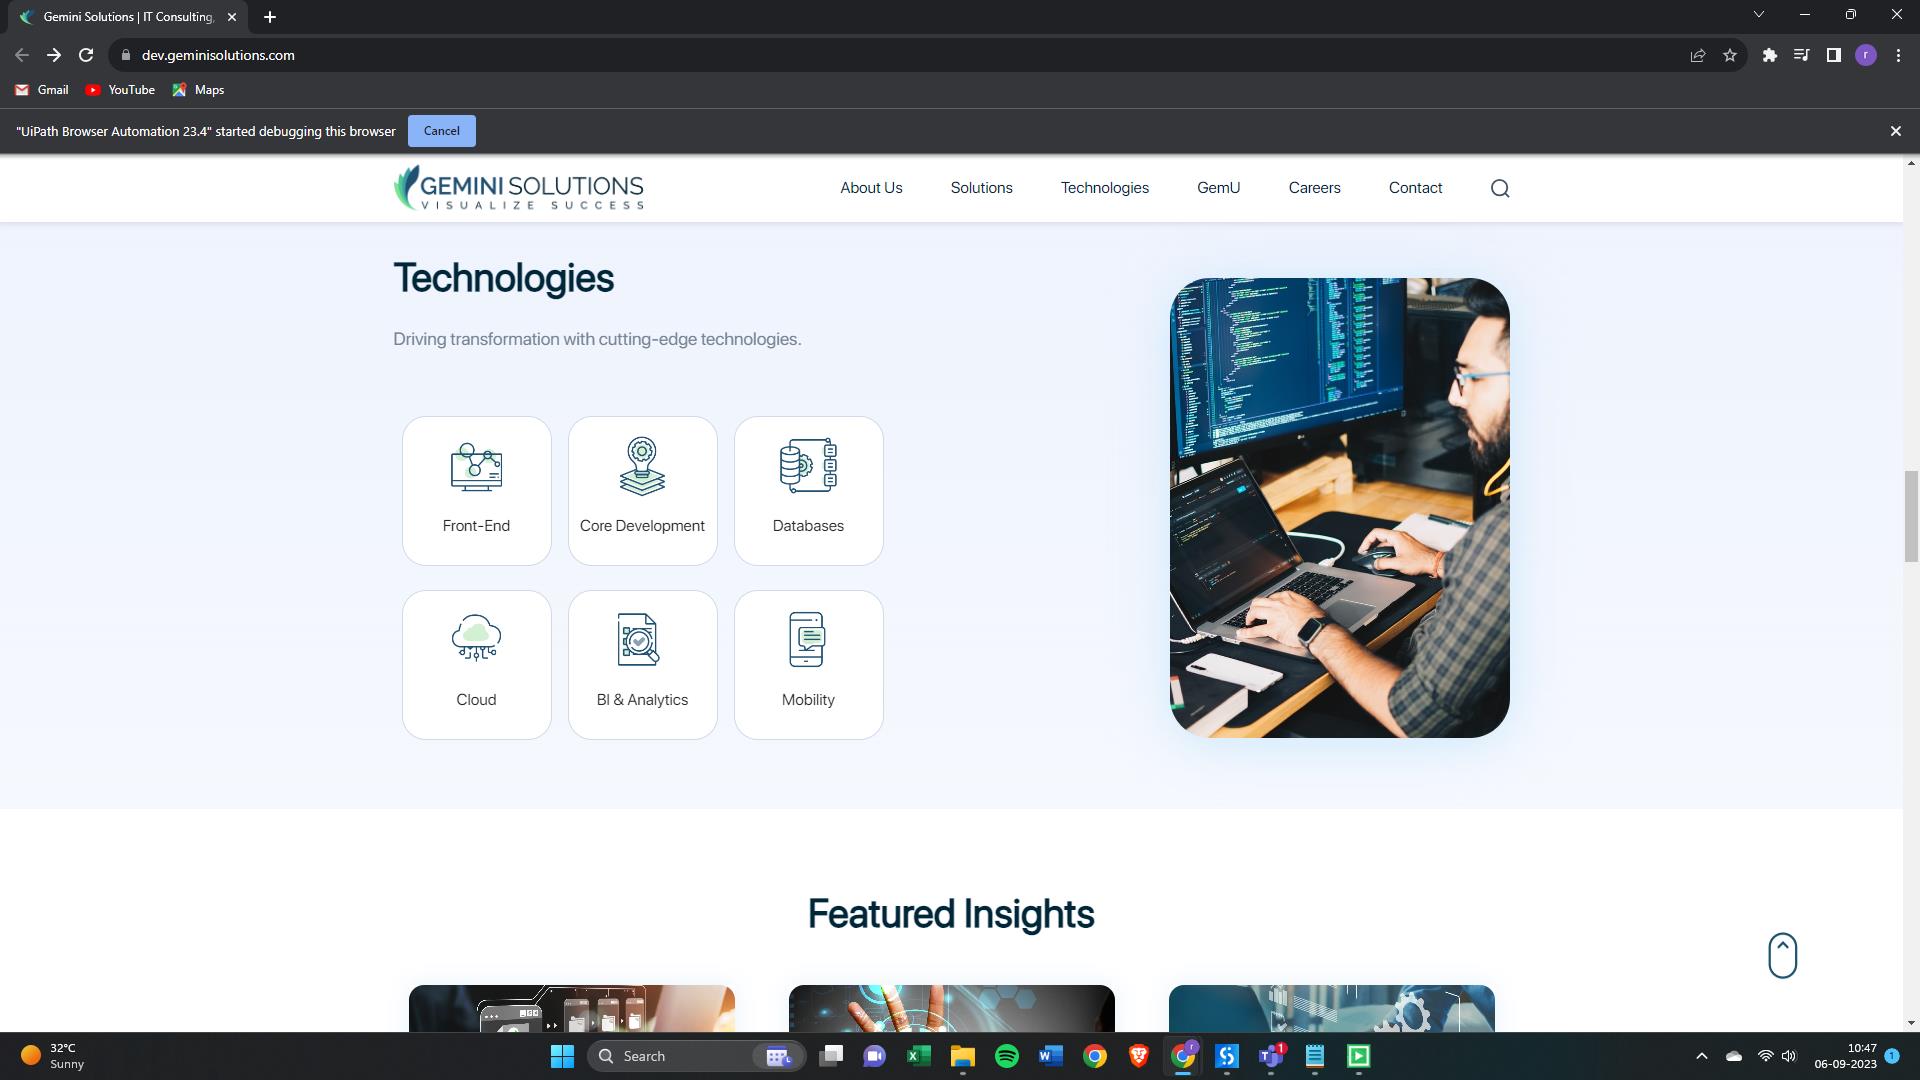 Gemini Solutions | IT Consulting,
dev.geminisolutions.com
Gmail
YouTube
Maps
"UiPath Browser Automation 23.4" started debugging this browser
Cancel
GEMINI SOLUTIONS
VISUALIZE SUCCESS
About Us
Solutions
Technologies
GemU
Careers
Contact
Technologies
Driving transformation with cutting-edge technologies.
Front-End
Core Development
Databases
Cloud
BI & Analytics
Mobility
Featured Insights
32°C
Sunny
Search
10:47
06-09-2023